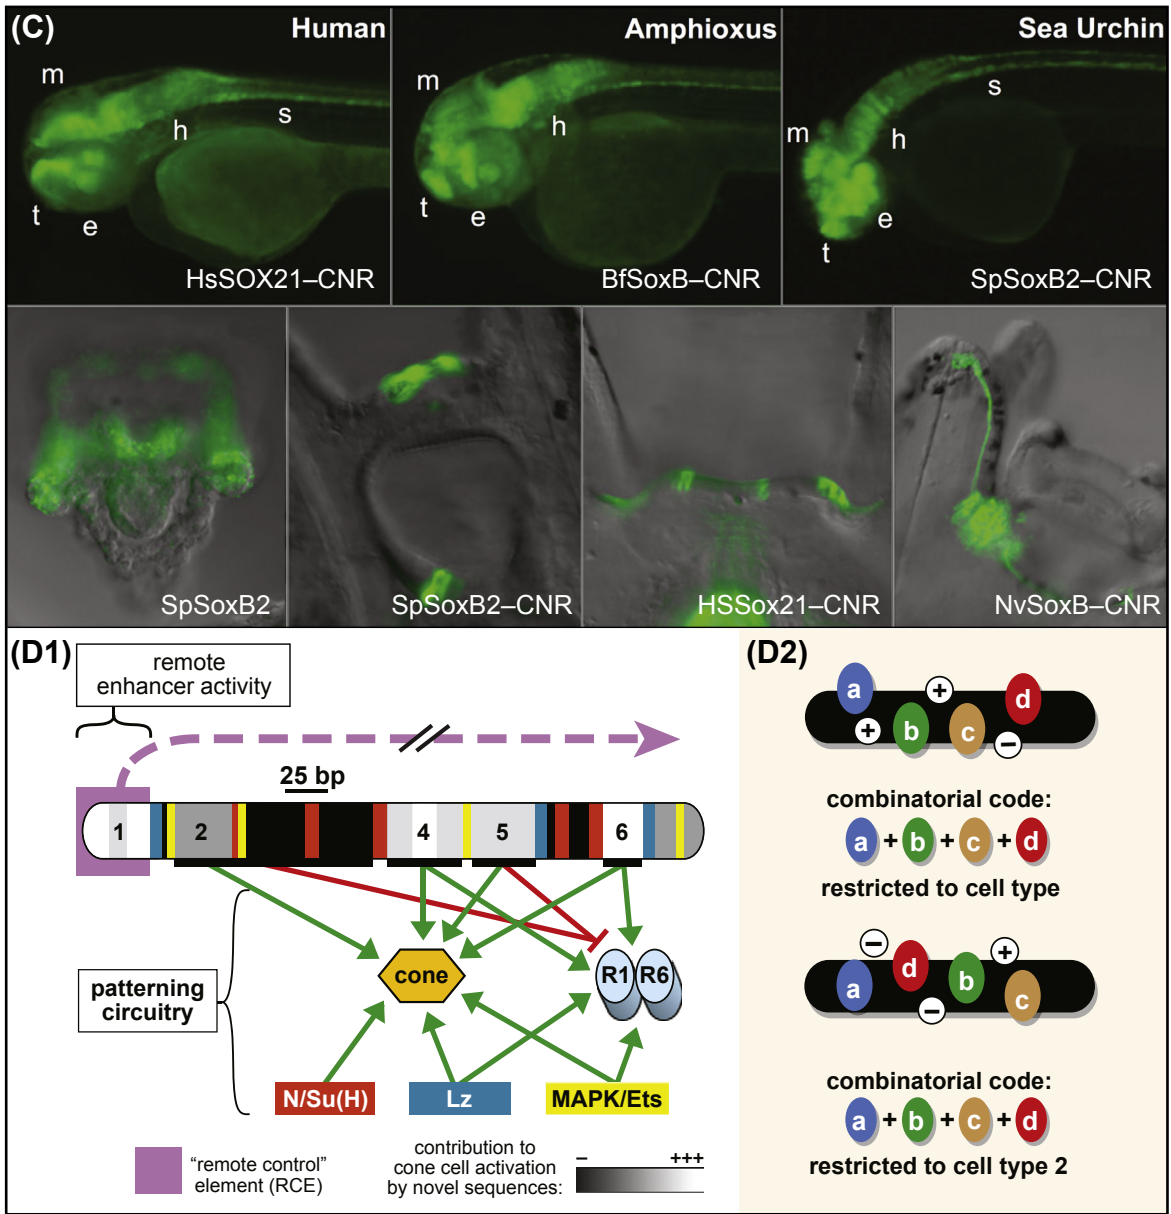 (C)
Human
m
h
s
t
e
HsSOX21–CNR
Amphioxus
m
h
t
e
BfSoxB–CNR
Sea Urchin
s
m
h
e
t
SpSoxB2–CNR
SpSoxB2
SpSoxB2–CNR
HSSox21–CNR
NvSoxB–CNR
(D1)
remote
enhancer activity
25 bp
1 2 4 5 6
cone
R1 R6
patterning
circuitry
N/Su(H) Lz MAPK/Ets
“remote control”
element (RCE)
contribution to
cone cell activation
by novel sequences:
– +++
(D2)
a + b + c – d
combinatorial code:
a + b + c + d
restricted to cell type
a – d – b + c
combinatorial code:
a + b + c + d
restricted to cell type 2